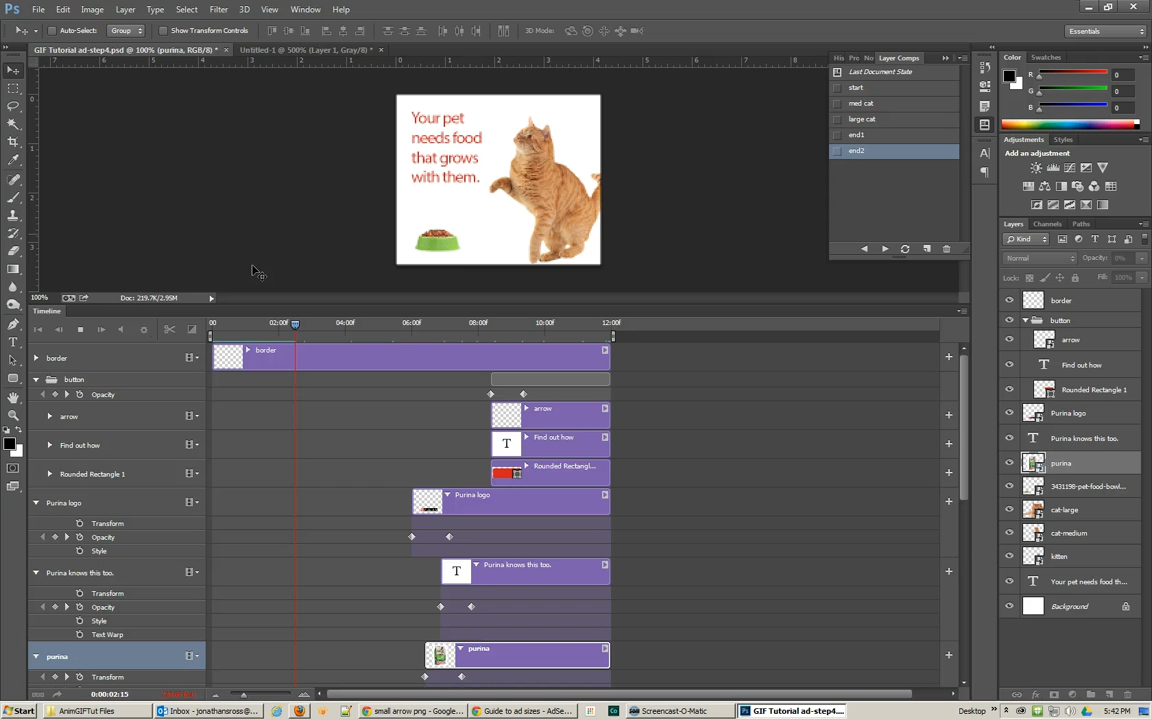 Ps File Edit Image Layer Type Select Filter 3D View Window Help
Auto-Select: Group Show Transform Controls 3D Mode: Essentials
GIF Tutorial ad-step4.psd @ 100% (purina, RGB/8) * × Untitled-1 @ 500% (Layer 1, Gray/8) * ×
Your pet
needs food
that grows
with them.
Layer Comps
Last Document State
start
med cat
large cat
end1
end2
Color Swatches
R 0
G 0
B 0
Adjustments Styles
Add an adjustment
Layers Channels Paths
Kind
Normal Opacity: 0%
Lock: Fill: 100%
border
button
arrow
Find out how
Rounded Rectangle 1
Purina logo
Purina knows this too.
purina
3431198-pet-food-bowl...
cat-large
cat-medium
kitten
Your pet needs food th...
Background
100% Doc: 219.7K/2.95M
Timeline
00 02:00f 04:00f 06:00f 08:00f 10:00f 12:00f
border border
button
Opacity
arrow arrow
Find out how T Find out how
Rounded Rectangle 1 Rounded Rectangl...
Purina logo Purina logo
Transform
Opacity
Style
Purina knows this too. T Purina knows this too.
Transform
Opacity
Style
Text Warp
purina purina
Transform
0:00:02:15
Start AnimGIFTut Files Inbox - jonathansross@... small arrow png - Googl... Guide to ad sizes - AdSe... Screencast-O-Matic GIF Tutorial ad-step4.... Desktop 5:42 PM